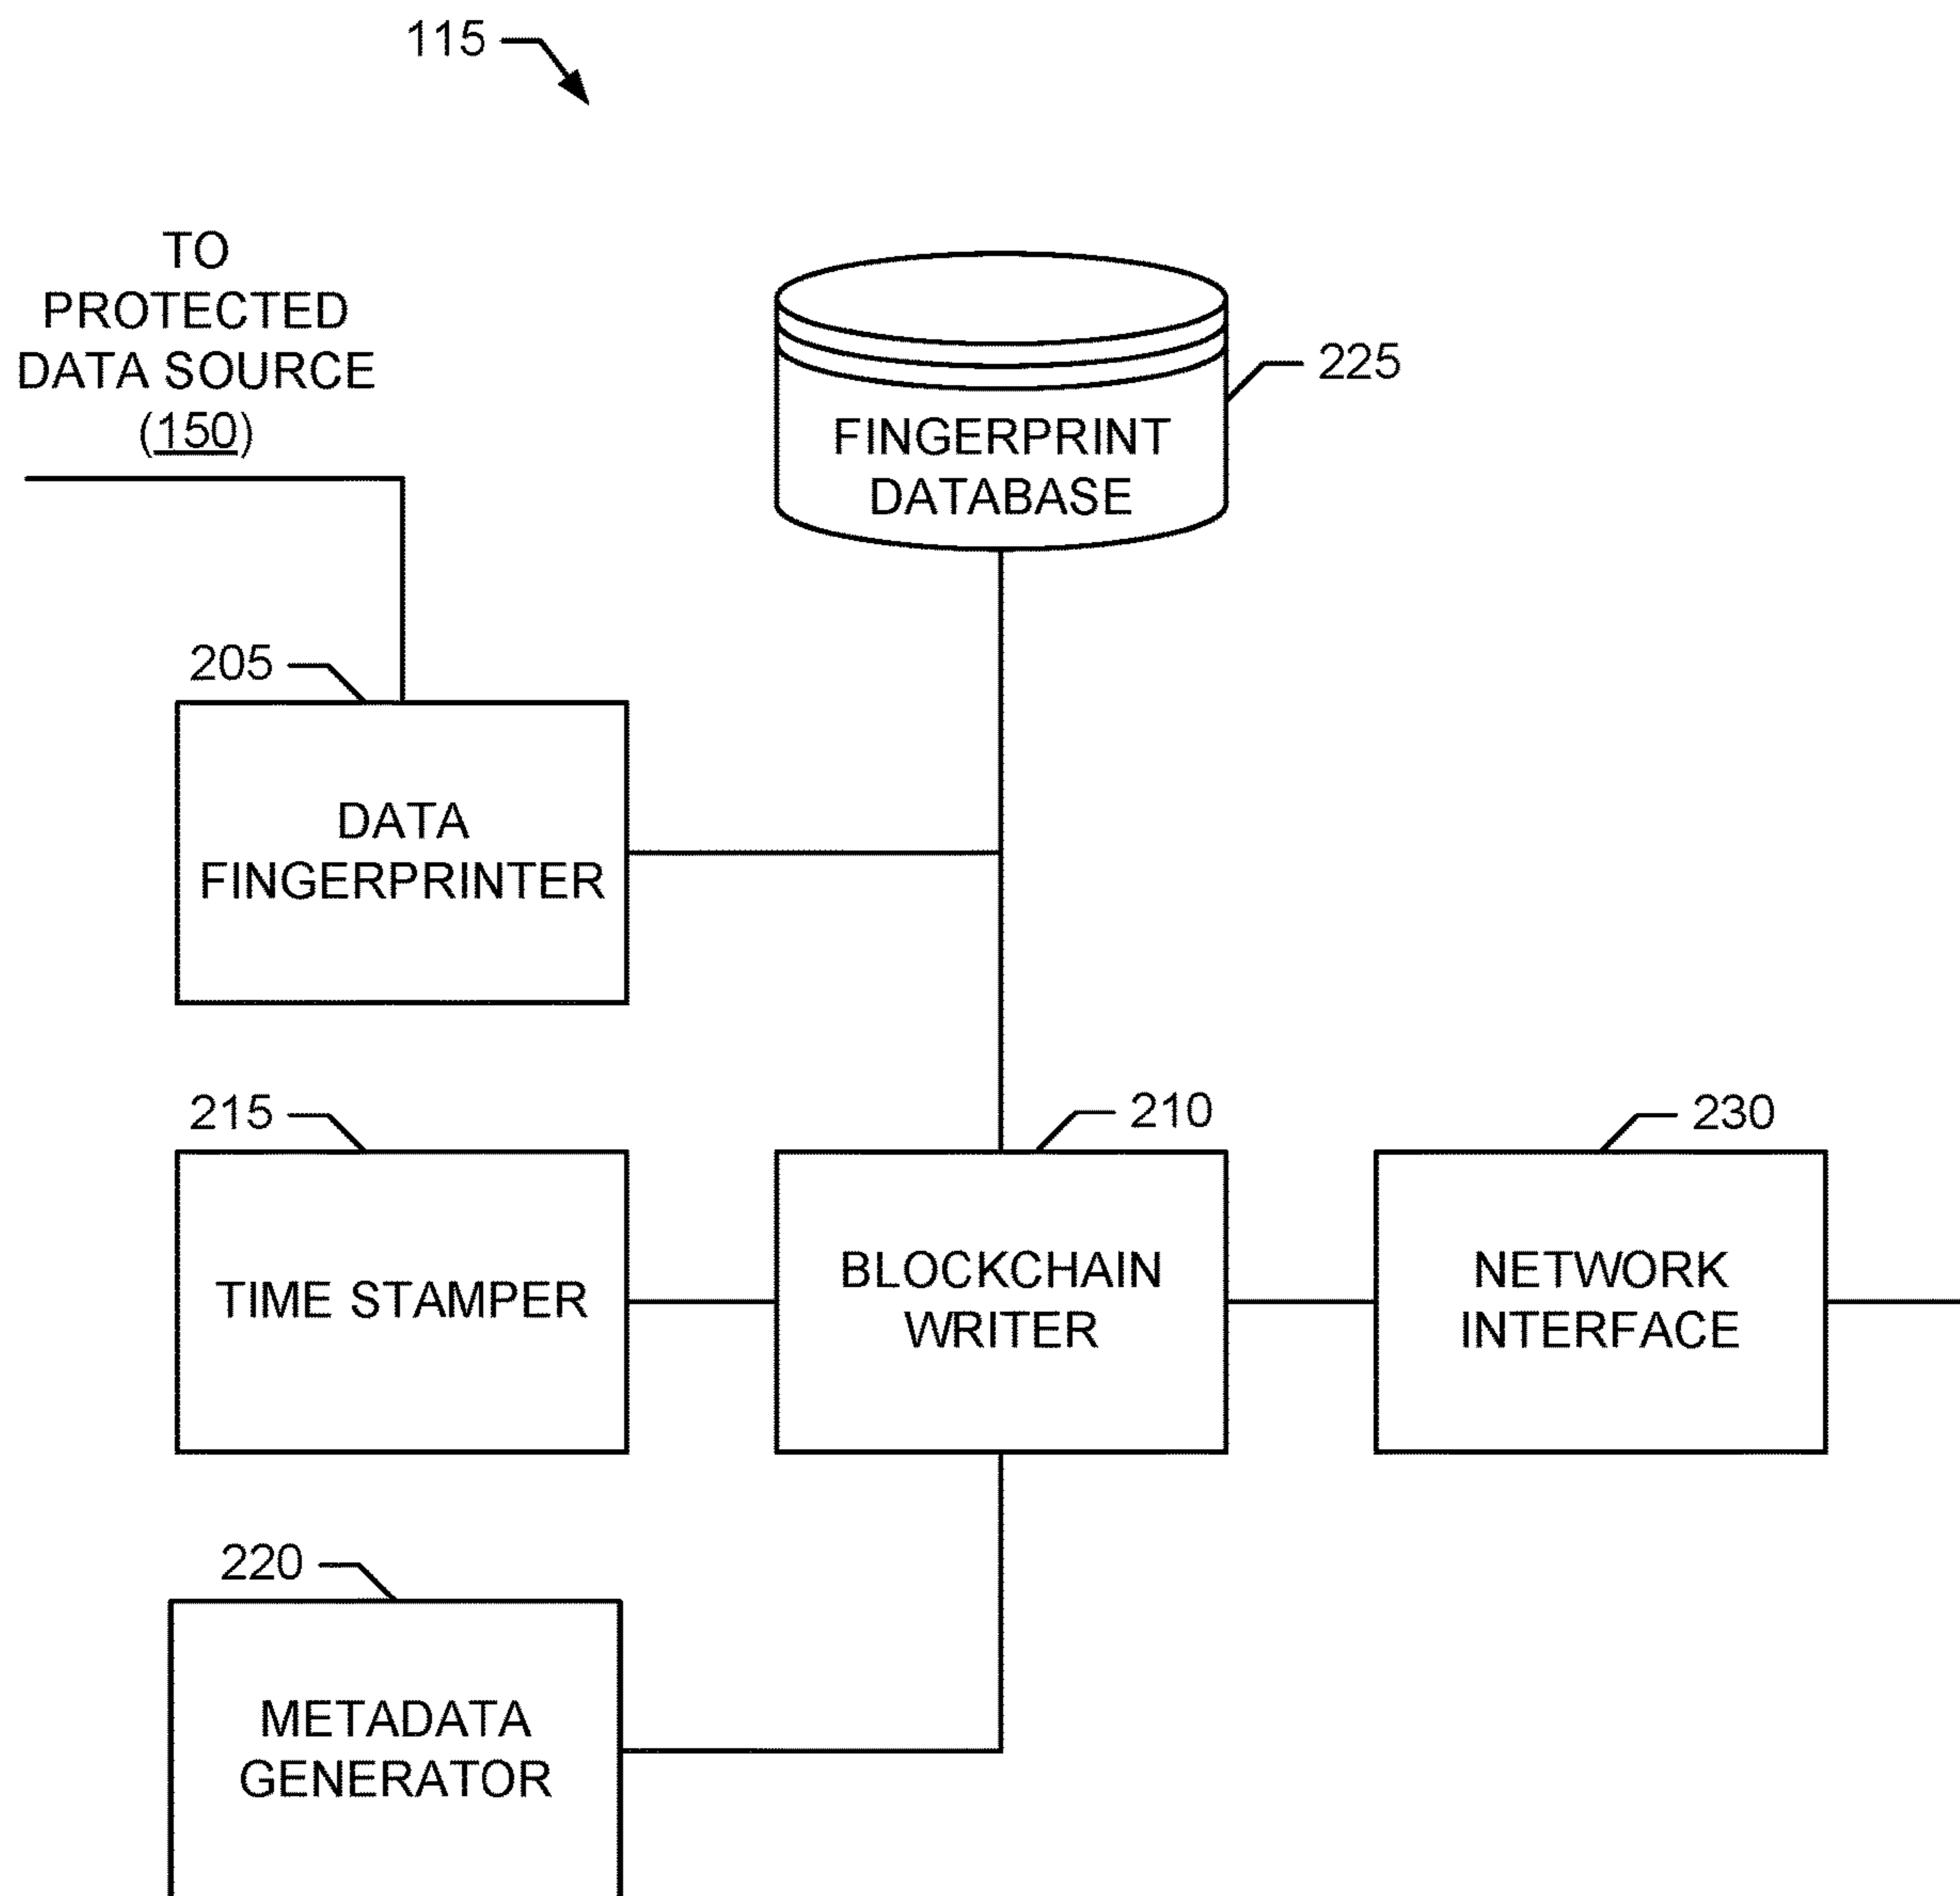 115
TO
PROTECTED
DATA SOURCE
(150)
225
FINGERPRINT
DATABASE
205
DATA
FINGERPRINTER
215
TIME STAMPER
210
BLOCKCHAIN
WRITER
230
NETWORK
INTERFACE
220
METADATA
GENERATOR